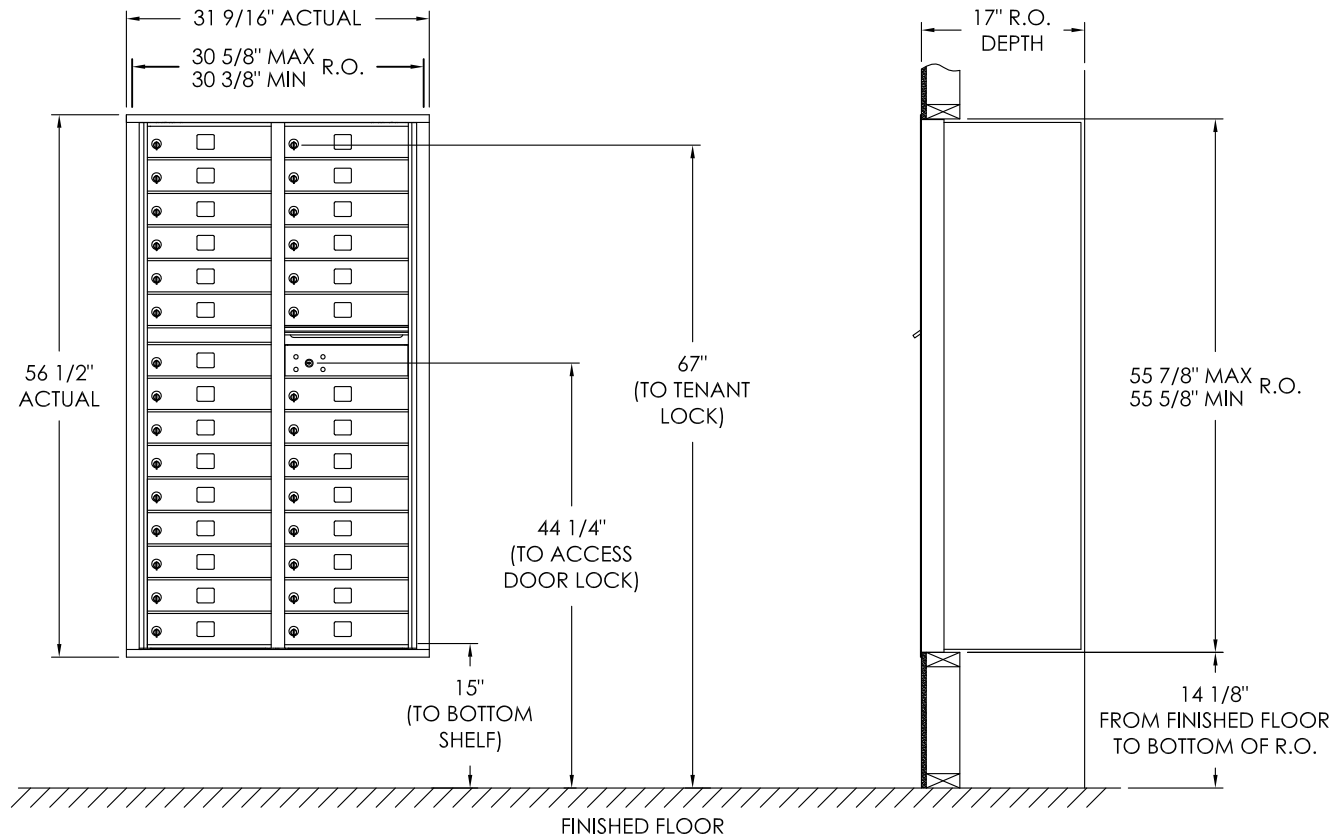 31 9/16" ACTUAL
30 5/8" MAX
30 3/8" MIN
R.O.
17" R.O.
DEPTH
56 1/2"
ACTUAL
67"
(TO TENANT
LOCK)
55 7/8" MAX
55 5/8" MIN
R.O.
44 1/4"
(TO ACCESS
DOOR LOCK)
15"
(TO BOTTOM
SHELF)
14 1/8"
FROM FINISHED FLOOR
TO BOTTOM OF R.O.
FINISHED FLOOR